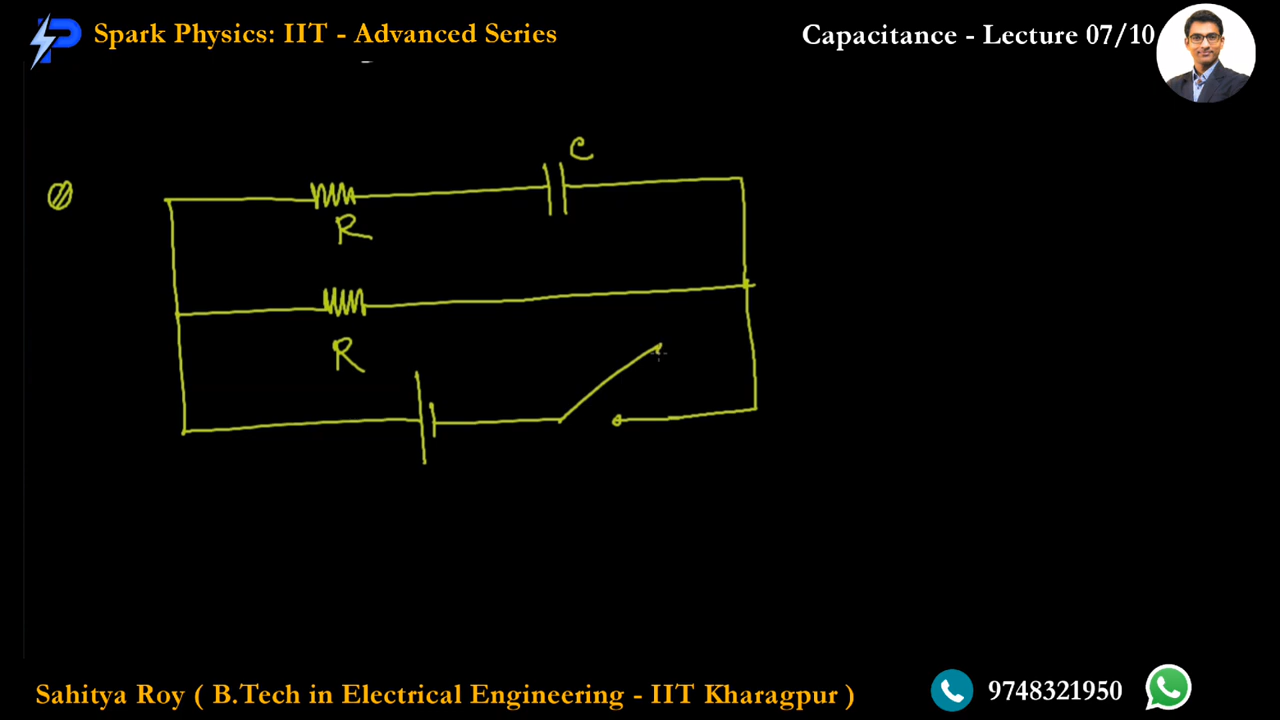 Spark Physics: IIT - Advanced Series
Capacitance - Lecture 07/10
C
R
R
Sahitya Roy ( B.Tech in Electrical Engineering - IIT Kharagpur )
9748321950